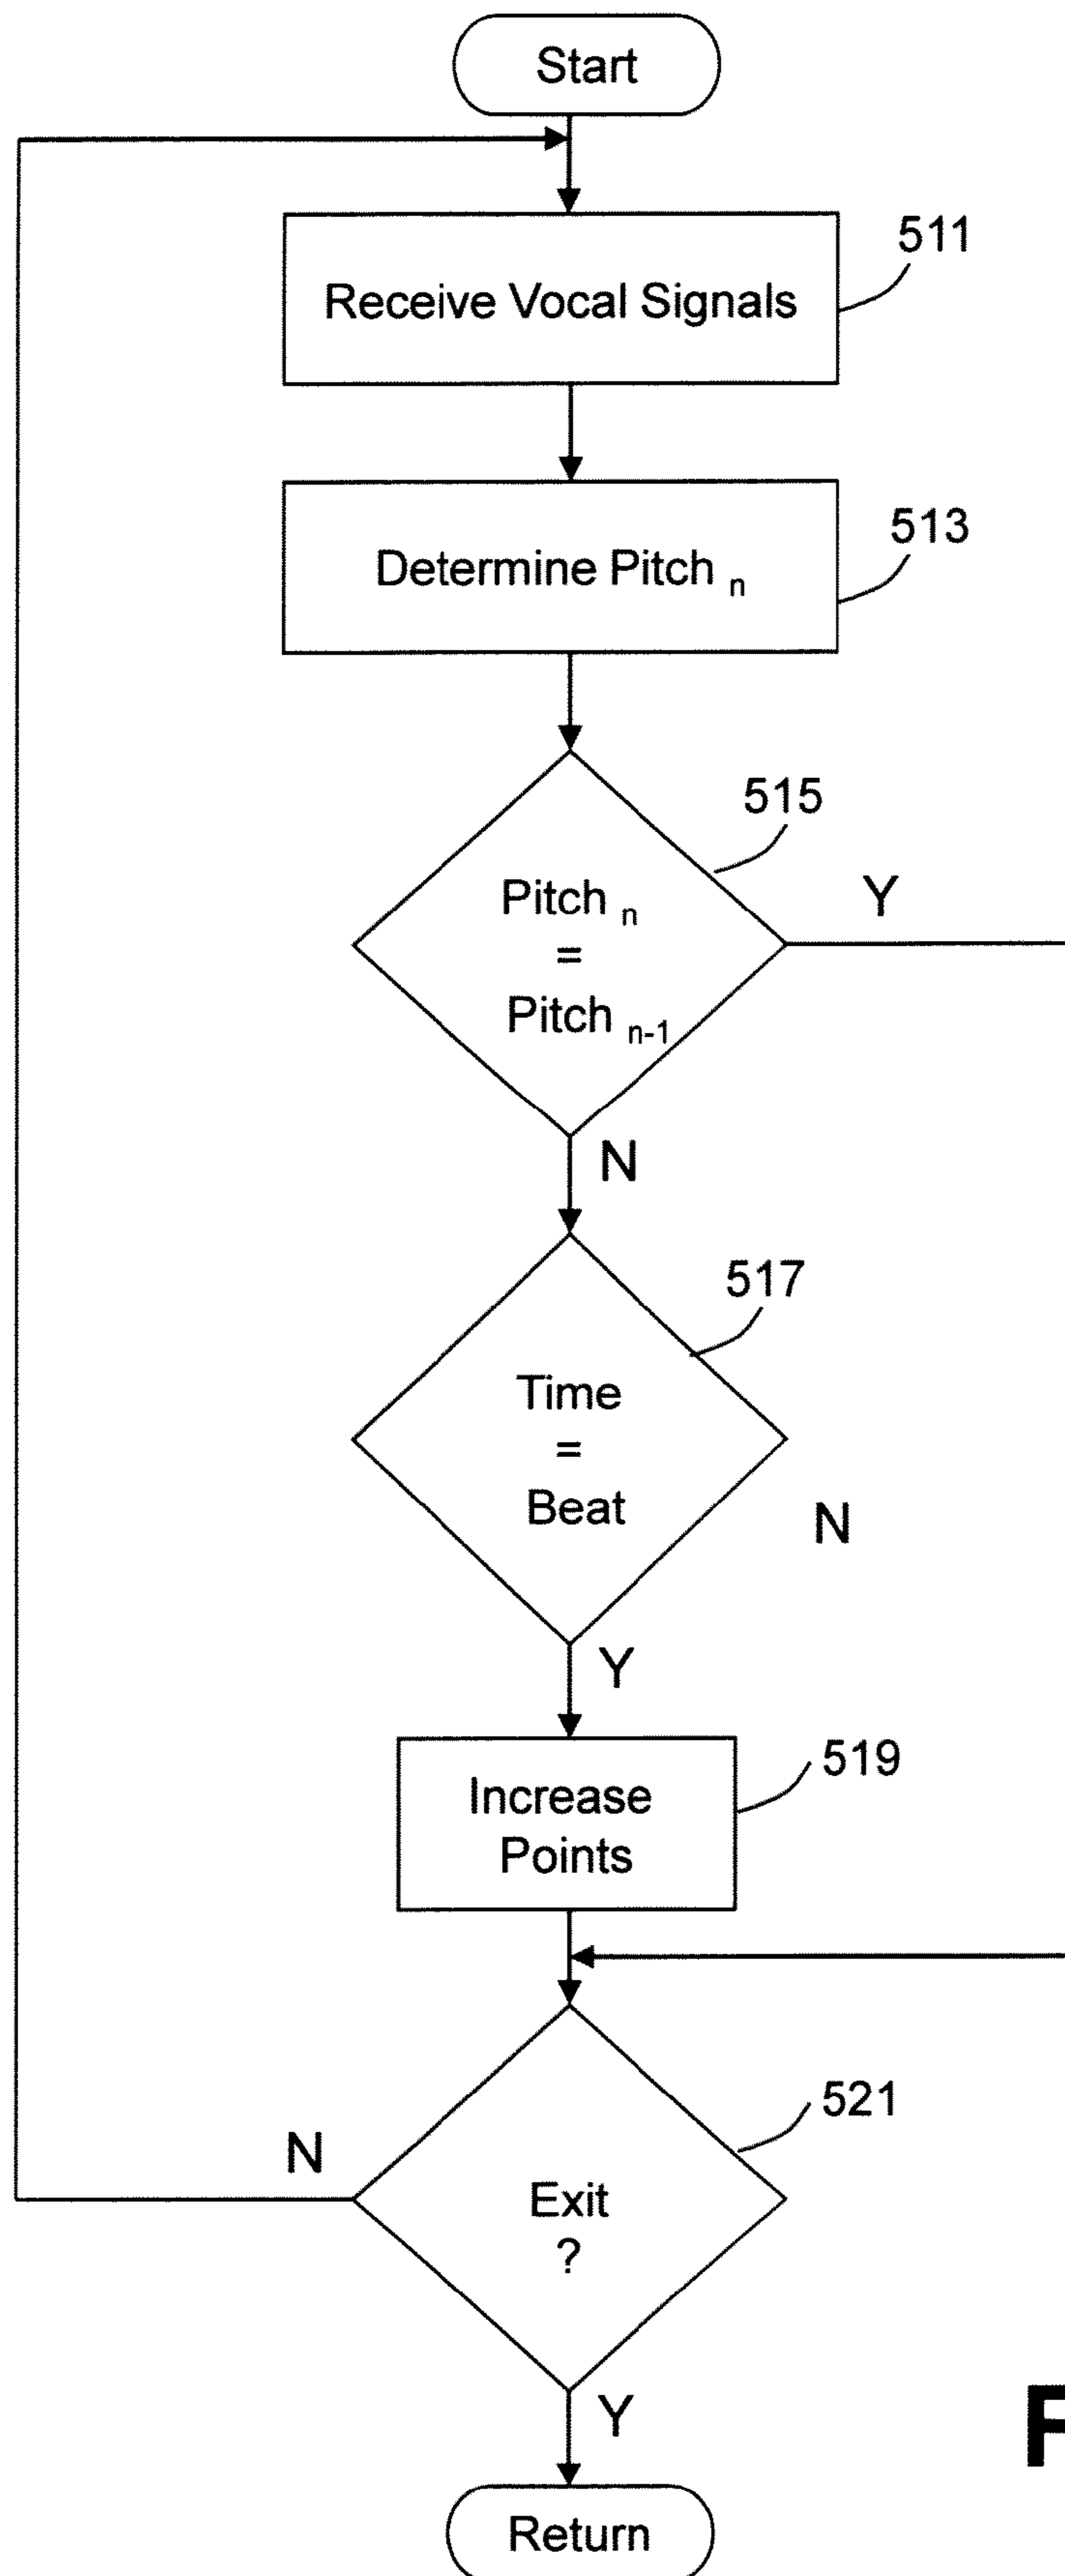 Start
Receive Vocal Signals
511
Determine Pitch n
513
515
Pitch n
=
Pitch n-1
Y
N
517
Time
=
Beat
N
Y
Increase
Points
519
521
N
Exit
?
Y
F
Return